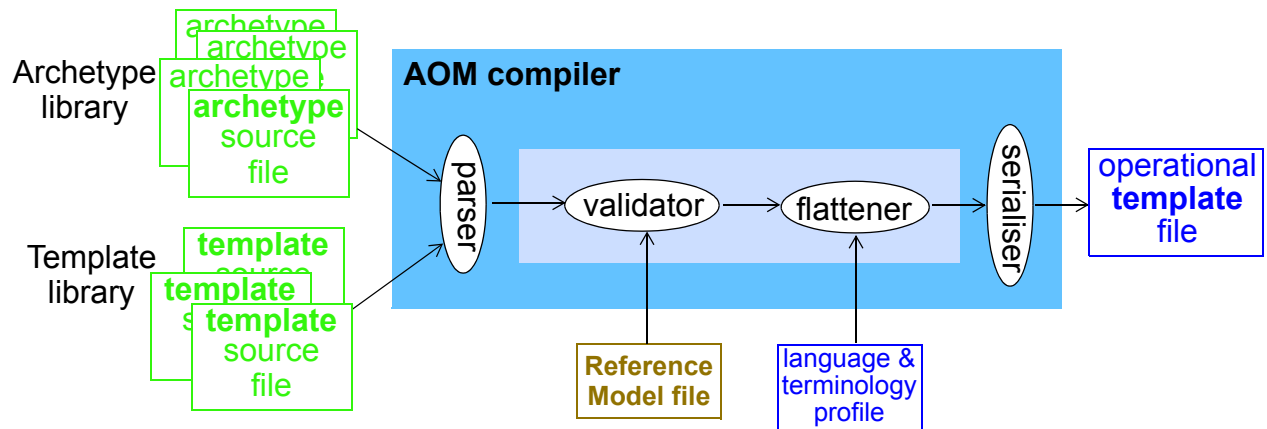 archetype
archetype
archetype
archetype
source
file
Archetype
library
AOM compiler
parser
validator
flattener
serialiser
operational
template
file
Template
library
template
source
template
template
source
file
Reference
Model file
language &
terminology
profile